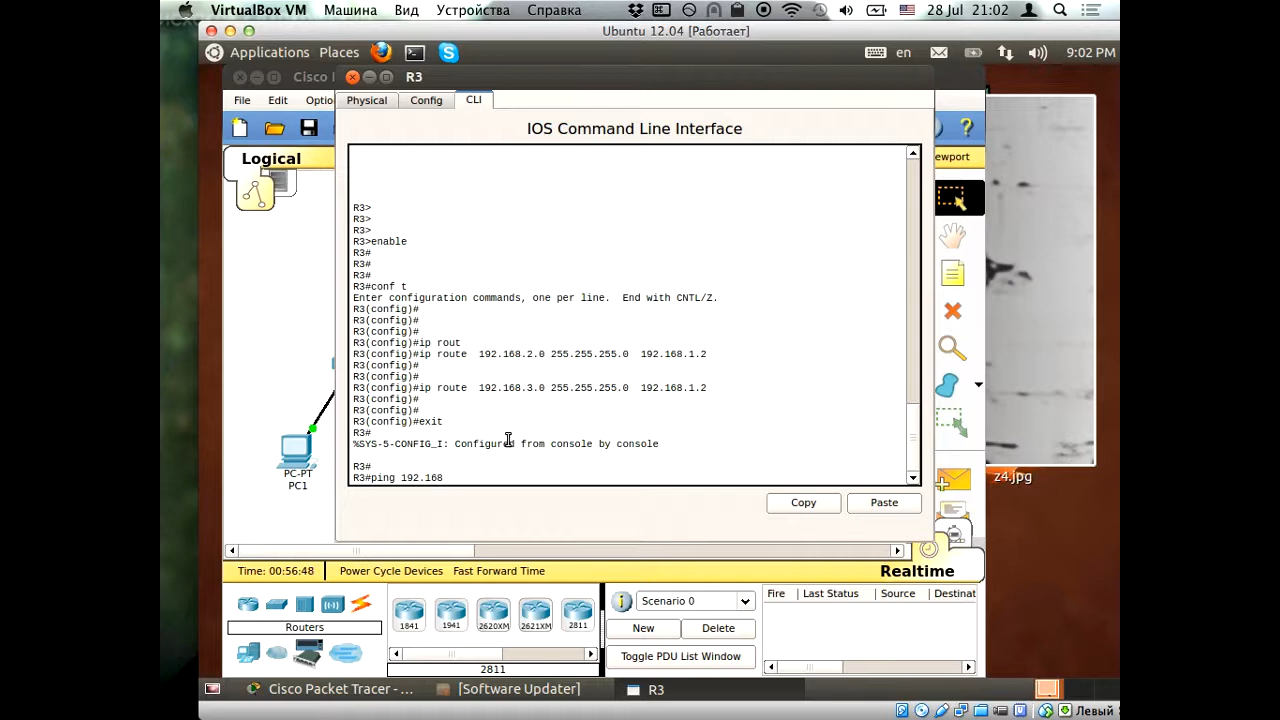 VirtualBox VM Машина Вид Устройства Справка 28 Jul 21:02
Ubuntu 12.04 [Работает]
Applications Places en 9:02 PM
Cisco R3
File Edit Physical Config CLI
IOS Command Line Interface
Logical
R3>
R3>
R3>
R3>enable
R3#
R3#
R3#
R3#conf t
Enter configuration commands, one per line. End with CNTL/Z.
R3(config)#
R3(config)#
R3(config)#
R3(config)#ip rout
R3(config)#ip route 192.168.2.0 255.255.255.0 192.168.1.2
R3(config)#
R3(config)#
R3(config)#ip route 192.168.3.0 255.255.255.0 192.168.1.2
R3(config)#
R3(config)#
R3(config)#exit
R3#
%SYS-5-CONFIG_I: Configured from console by console
R3#
R3#ping 192.168
Copy Paste
PC-PT
PC1
z4.jpg
Time: 00:56:48 Power Cycle Devices Fast Forward Time Realtime
Routers
1841 1941 2620XM 2621XM 2811
2811
Scenario 0
New Delete
Toggle PDU List Window
Fire Last Status Source Destinat
Cisco Packet Tracer - ... [Software Updater] R3
Левый